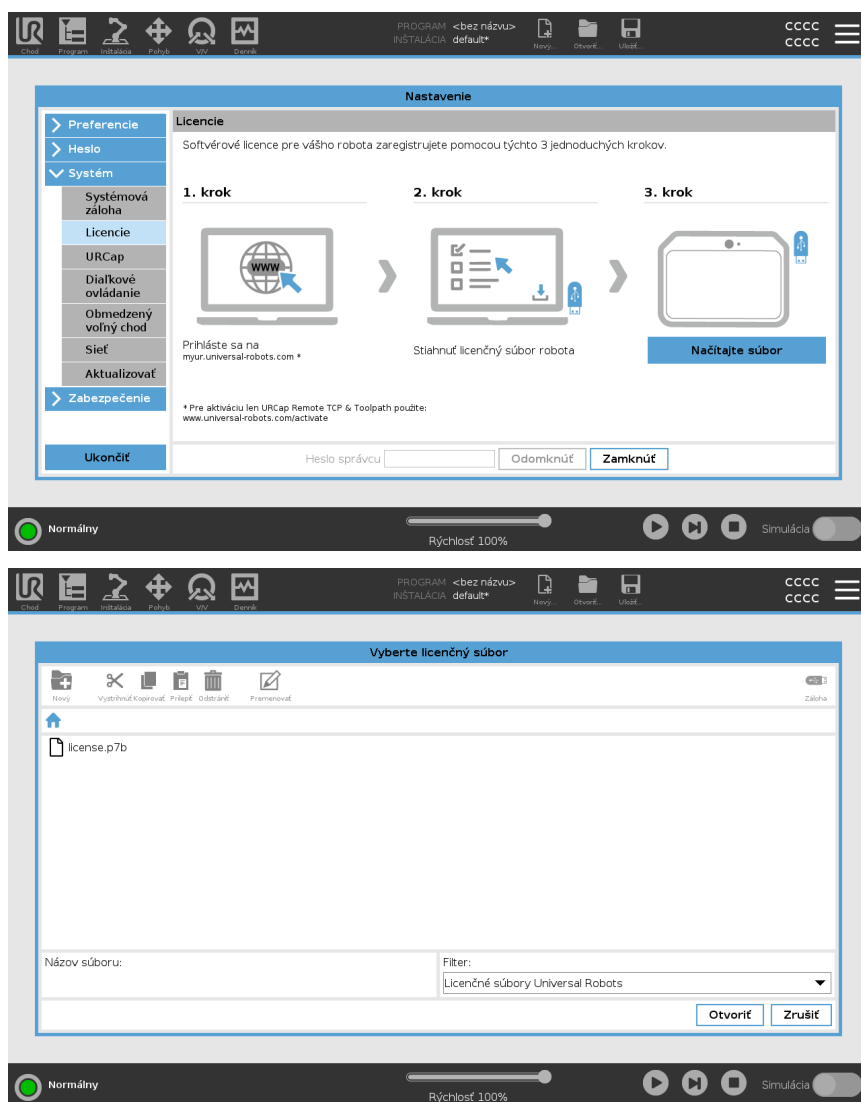 PROGRAM <bez názvu>
INŠTALÁCIA default*
CCCC
CCCC
Chod Program Inštalácia Pohyb V/V Denník Nový... Otvoriť... Uložiť...
Nastavenie
Preferencie
Heslo
Systém
Systémová
záloha
Licencie
URCap
Diaľkové
ovládanie
Obmedzený
voľný chod
Sieť
Aktualizovať
Zabezpečenie
Ukončiť
Licencie
Softvérové licence pre vášho robota zaregistrujete pomocou týchto 3 jednoduchých krokov.
1. krok 2. krok 3. krok
www
Prihláste sa na
myur.universal-robots.com *
Stiahnuť licenčný súbor robota
Načítajte súbor
* Pre aktiváciu len URCap Remote TCP & Toolpath použite:
www.universal-robots.com/activate
Heslo správcu Odomknúť Zamknúť
Normálny
Rýchlosť 100%
Simulácia
PROGRAM <bez názvu>
INŠTALÁCIA default*
CCCC
CCCC
Chod Program Inštalácia Pohyb V/V Denník Nový... Otvoriť... Uložiť...
Vyberte licenčný súbor
Nový Vystrihnúť Kopírovať Prilepiť Odstrániť Premenovať Záloha
license.p7b
Názov súboru:
Filter:
Licenčné súbory Universal Robots
Otvoriť Zrušiť
Normálny
Rýchlosť 100%
Simulácia